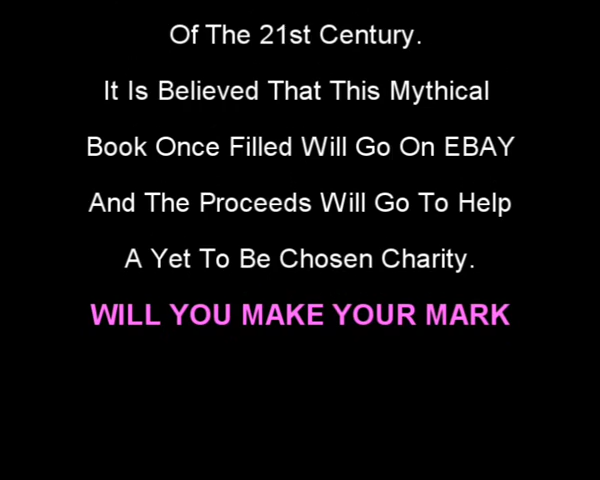 Of The 21st Century.
It Is Believed That This Mythical
Book Once Filled Will Go On EBAY
And The Proceeds Will Go To Help
A Yet To Be Chosen Charity.
WILL YOU MAKE YOUR MARK